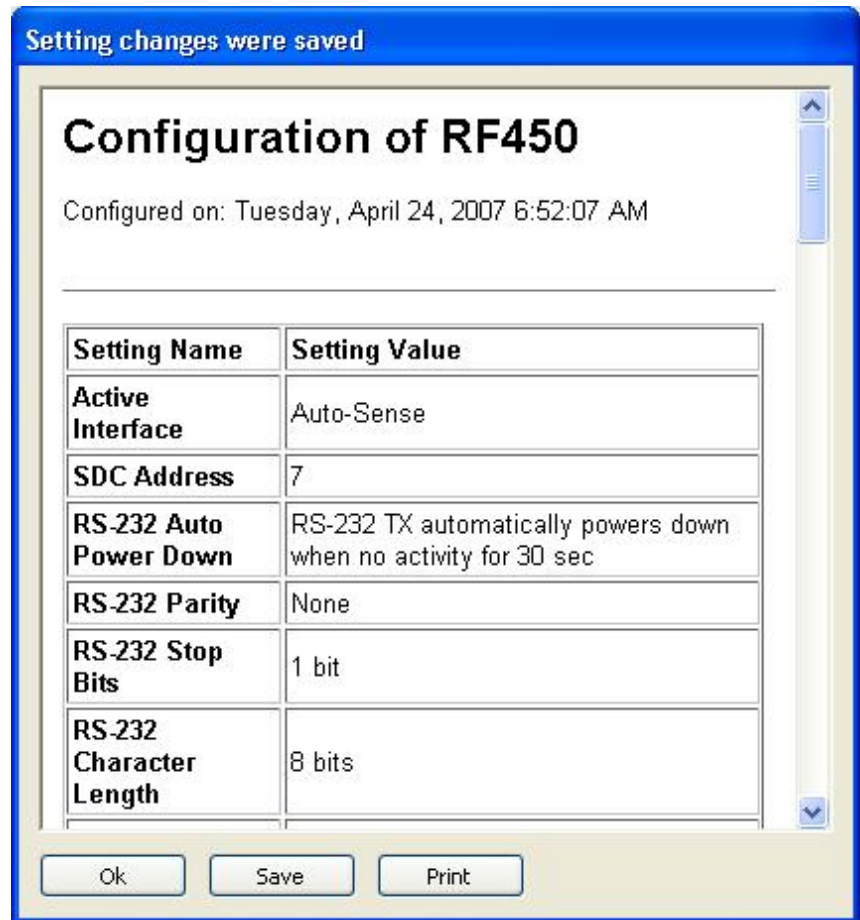 Setting changes were saved
Configuration of RF450
Configured on: Tuesday, April 24, 2007 6:52:07 AM
Setting Name Setting Value
Active
Interface
Auto-Sense
SDC Address 7
RS-232 Auto
Power Down
RS-232 TX automatically powers down
when no activity for 30 sec
RS-232 Parity None
RS-232 Stop
Bits
1 bit
RS-232
Character
Length
8 bits
Ok Save Print